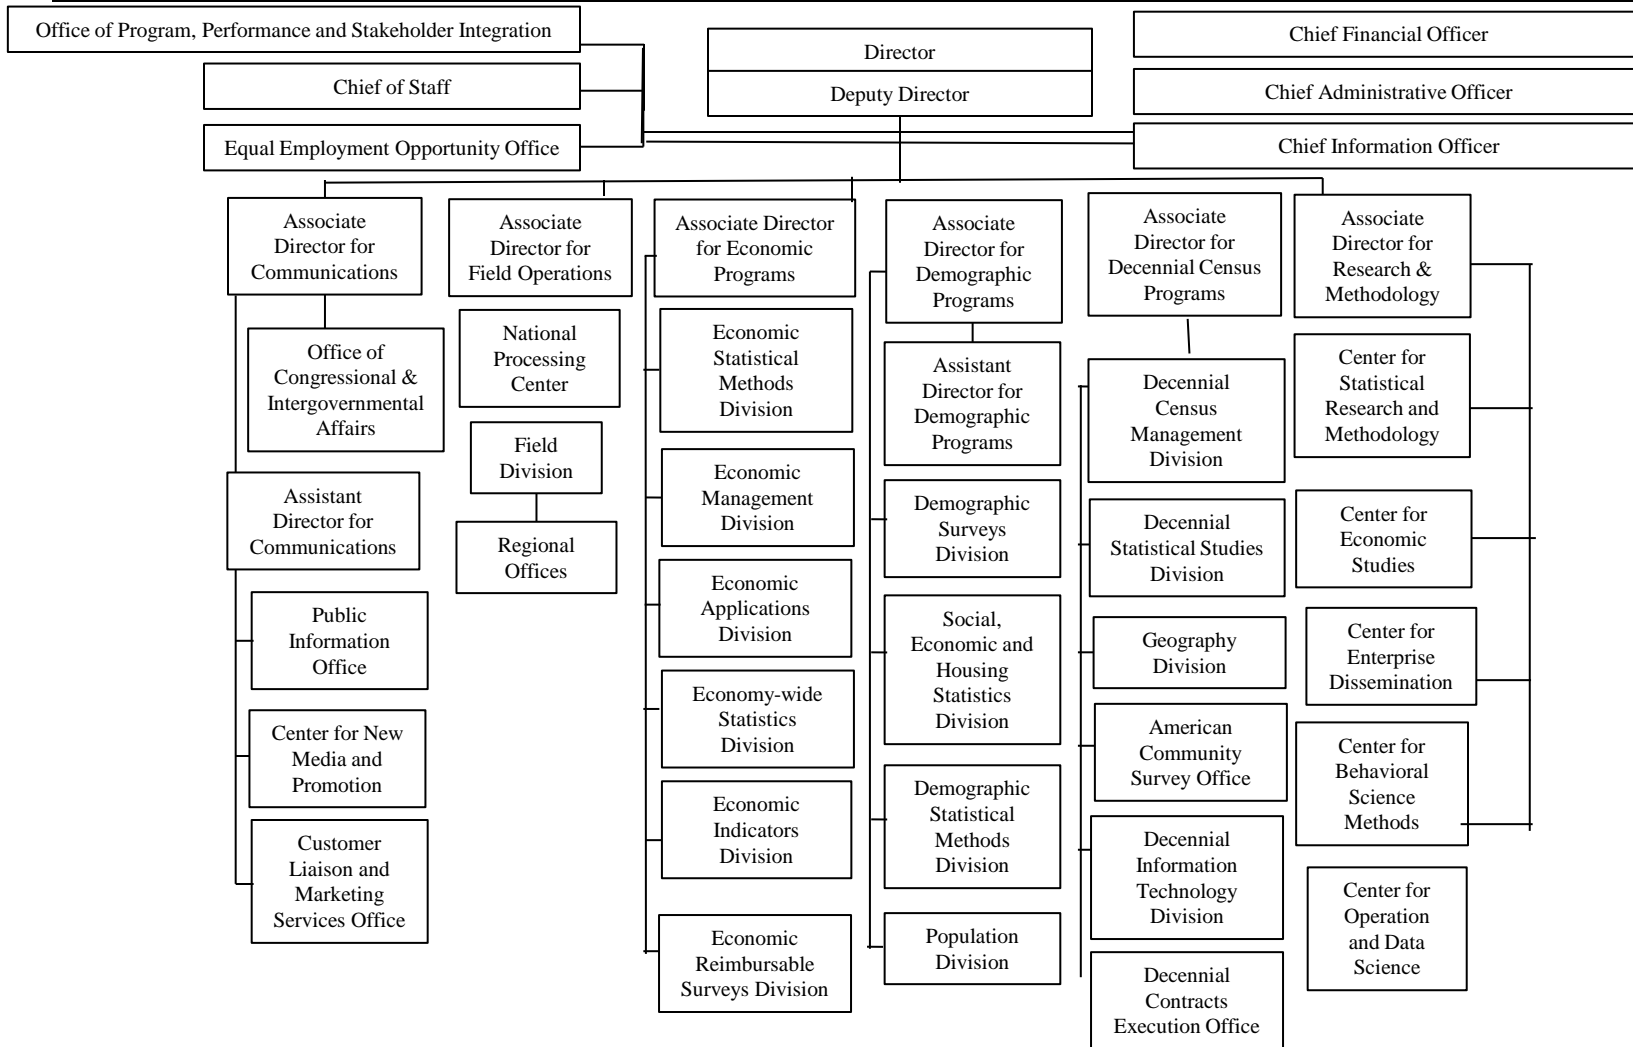 Office of Program, Performance and Stakeholder Integration
Chief of Staff
Equal Employment Opportunity Office
Director
Deputy Director
Chief Financial Officer
Chief Administrative Officer
Chief Information Officer
Associate
Director for
Communications
Office of
Congressional &
Intergovernmental
Affairs
Assistant
Director for
Communications
Public
Information
Office
Center for New
Media and
Promotion
Customer
Liaison and
Marketing
Services Office
Associate
Director for
Field Operations
National
Processing
Center
Field
Division
Regional
Offices
Associate Director
for Economic
Programs
Economic
Statistical
Methods
Division
Economic
Management
Division
Economic
Applications
Division
Economy-wide
Statistics
Division
Economic
Indicators
Division
Economic
Reimbursable
Surveys Division
Associate
Director for
Demographic
Programs
Assistant
Director for
Demographic
Programs
Demographic
Surveys
Division
Social,
Economic and
Housing
Statistics
Division
Demographic
Statistical
Methods
Division
Population
Division
Associate
Director for
Decennial Census
Programs
Decennial
Census
Management
Division
Decennial
Statistical Studies
Division
Geography
Division
American
Community
Survey Office
Decennial
Information
Technology
Division
Decennial
Contracts
Execution Office
Associate
Director for
Research &
Methodology
Center for
Statistical
Research and
Methodology
Center for
Economic
Studies
Center for
Enterprise
Dissemination
Center for
Behavioral
Science
Methods
Center for
Operation
and Data
Science